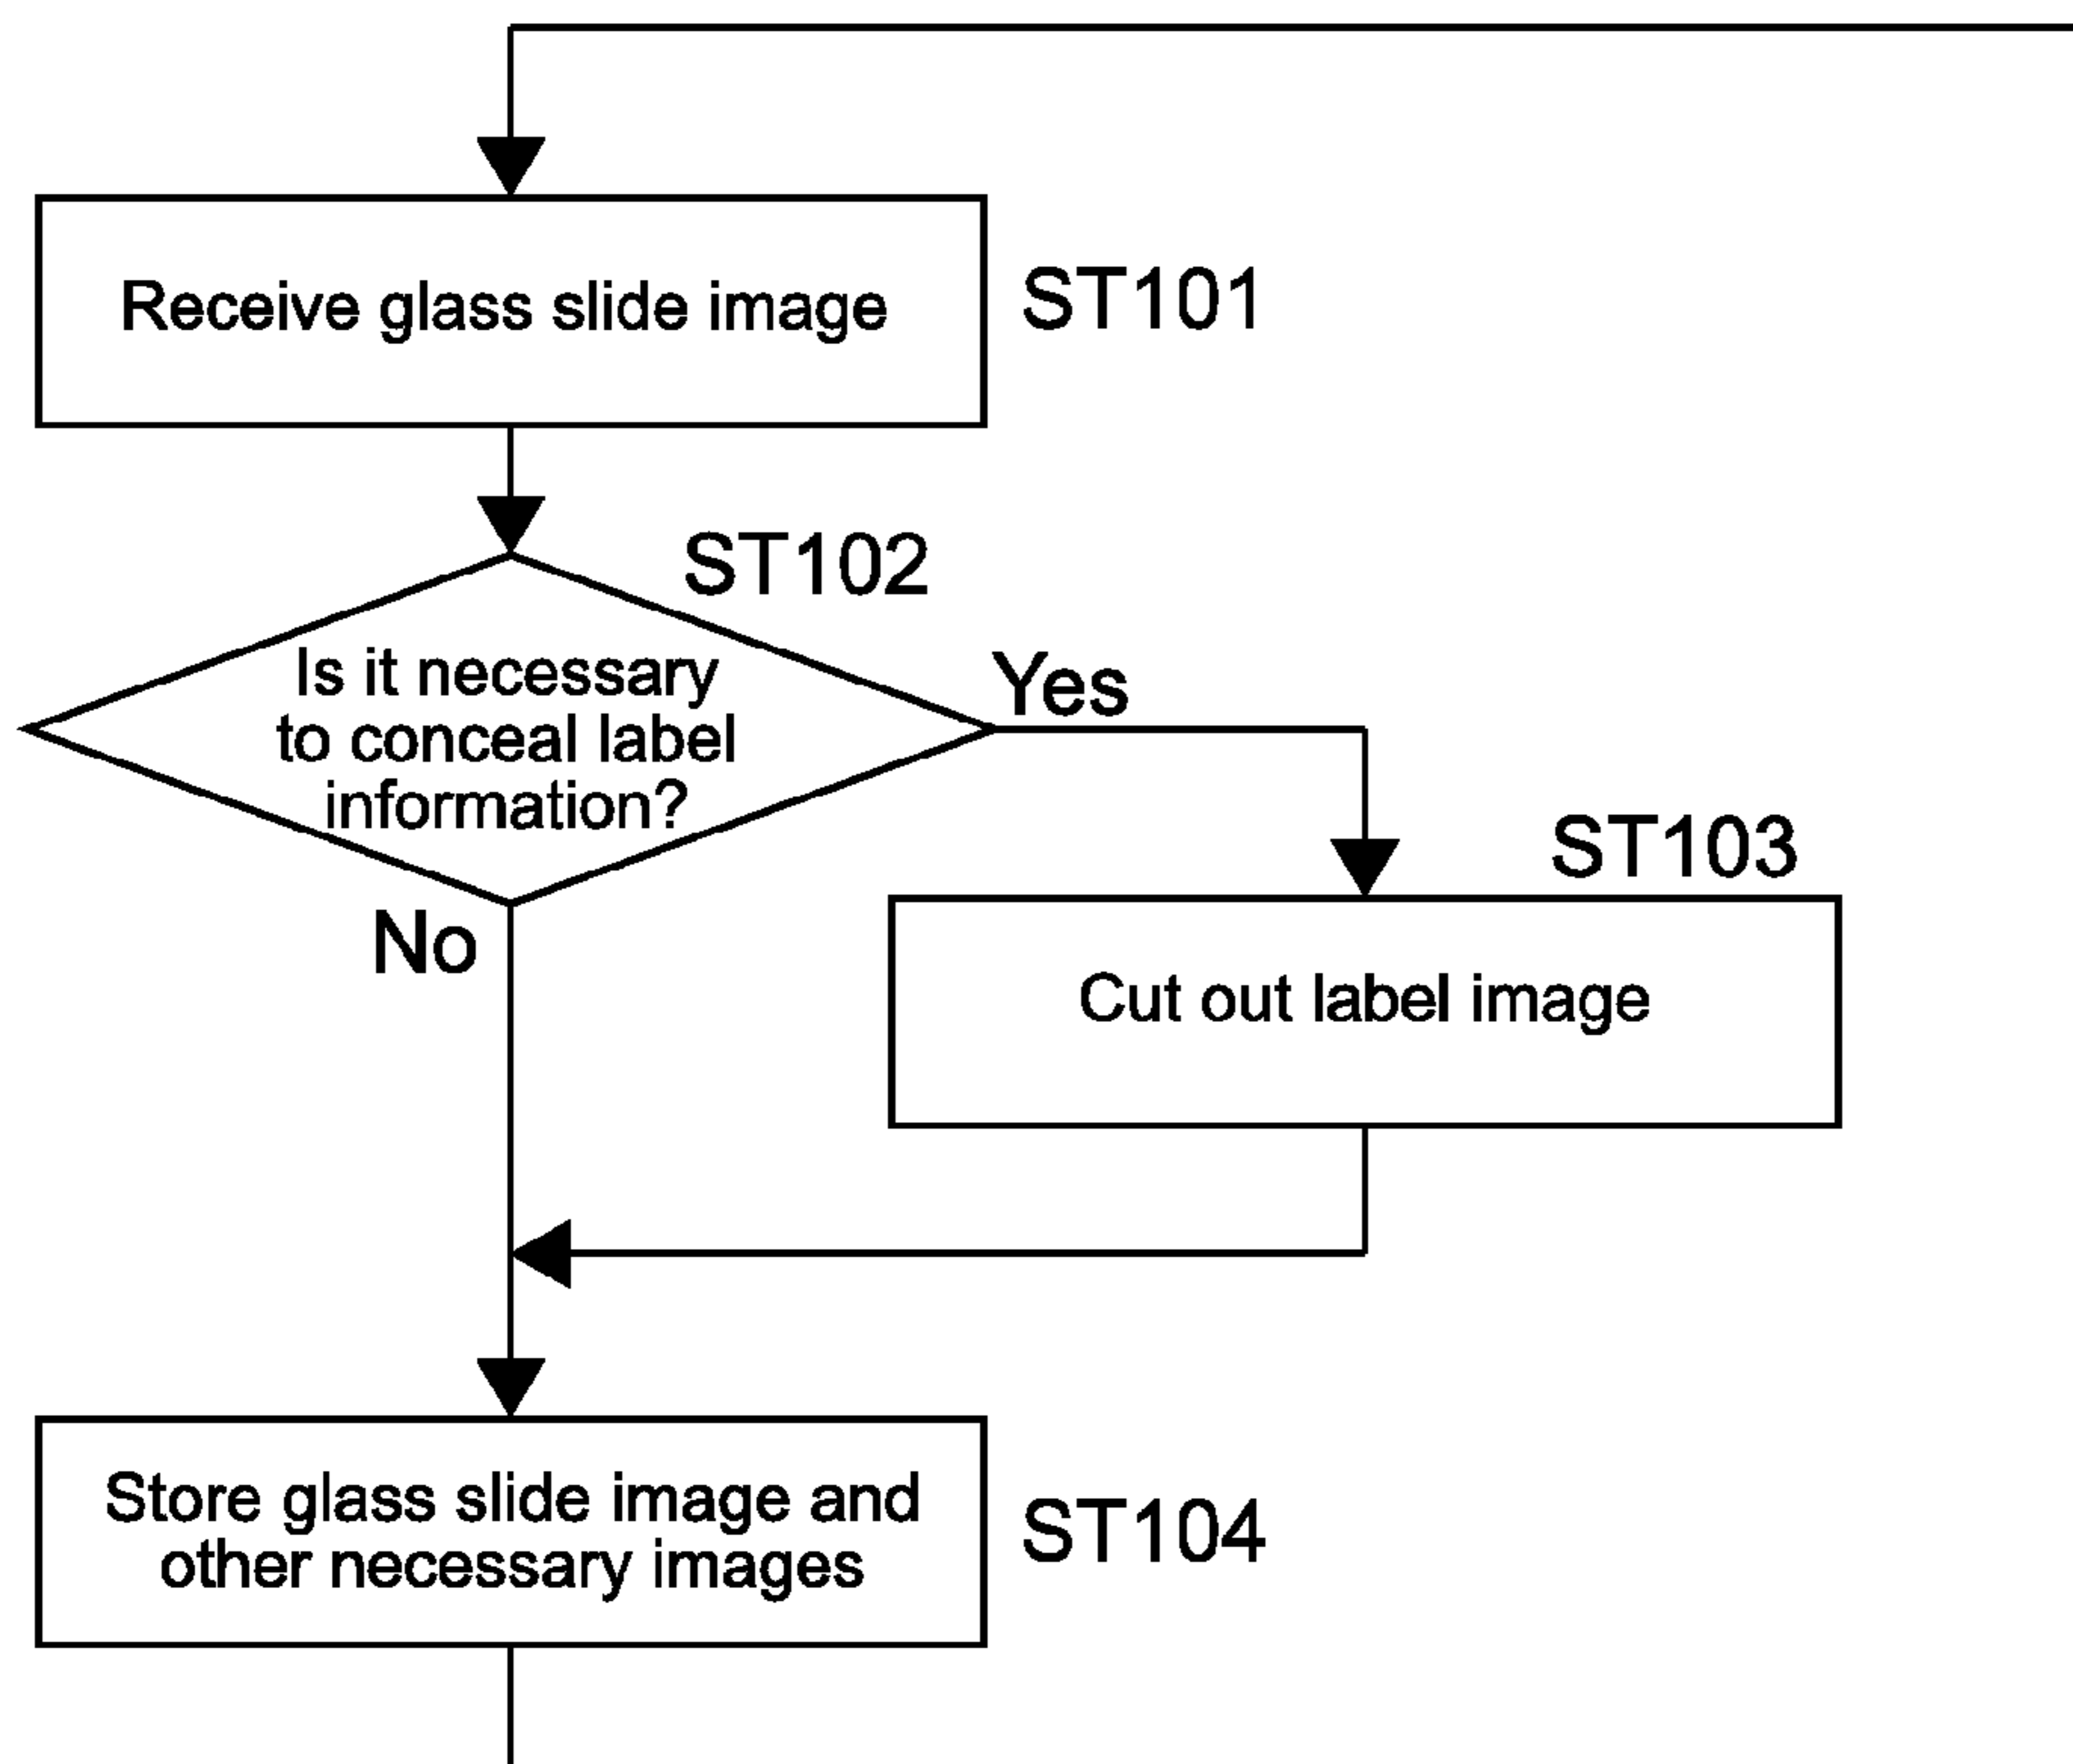 Receive glass slide image
ST101
ST102
Is it necessary
to conceal label
information?
Yes
No
ST103
Cut out label image
Store glass slide image and
other necessary images
ST104